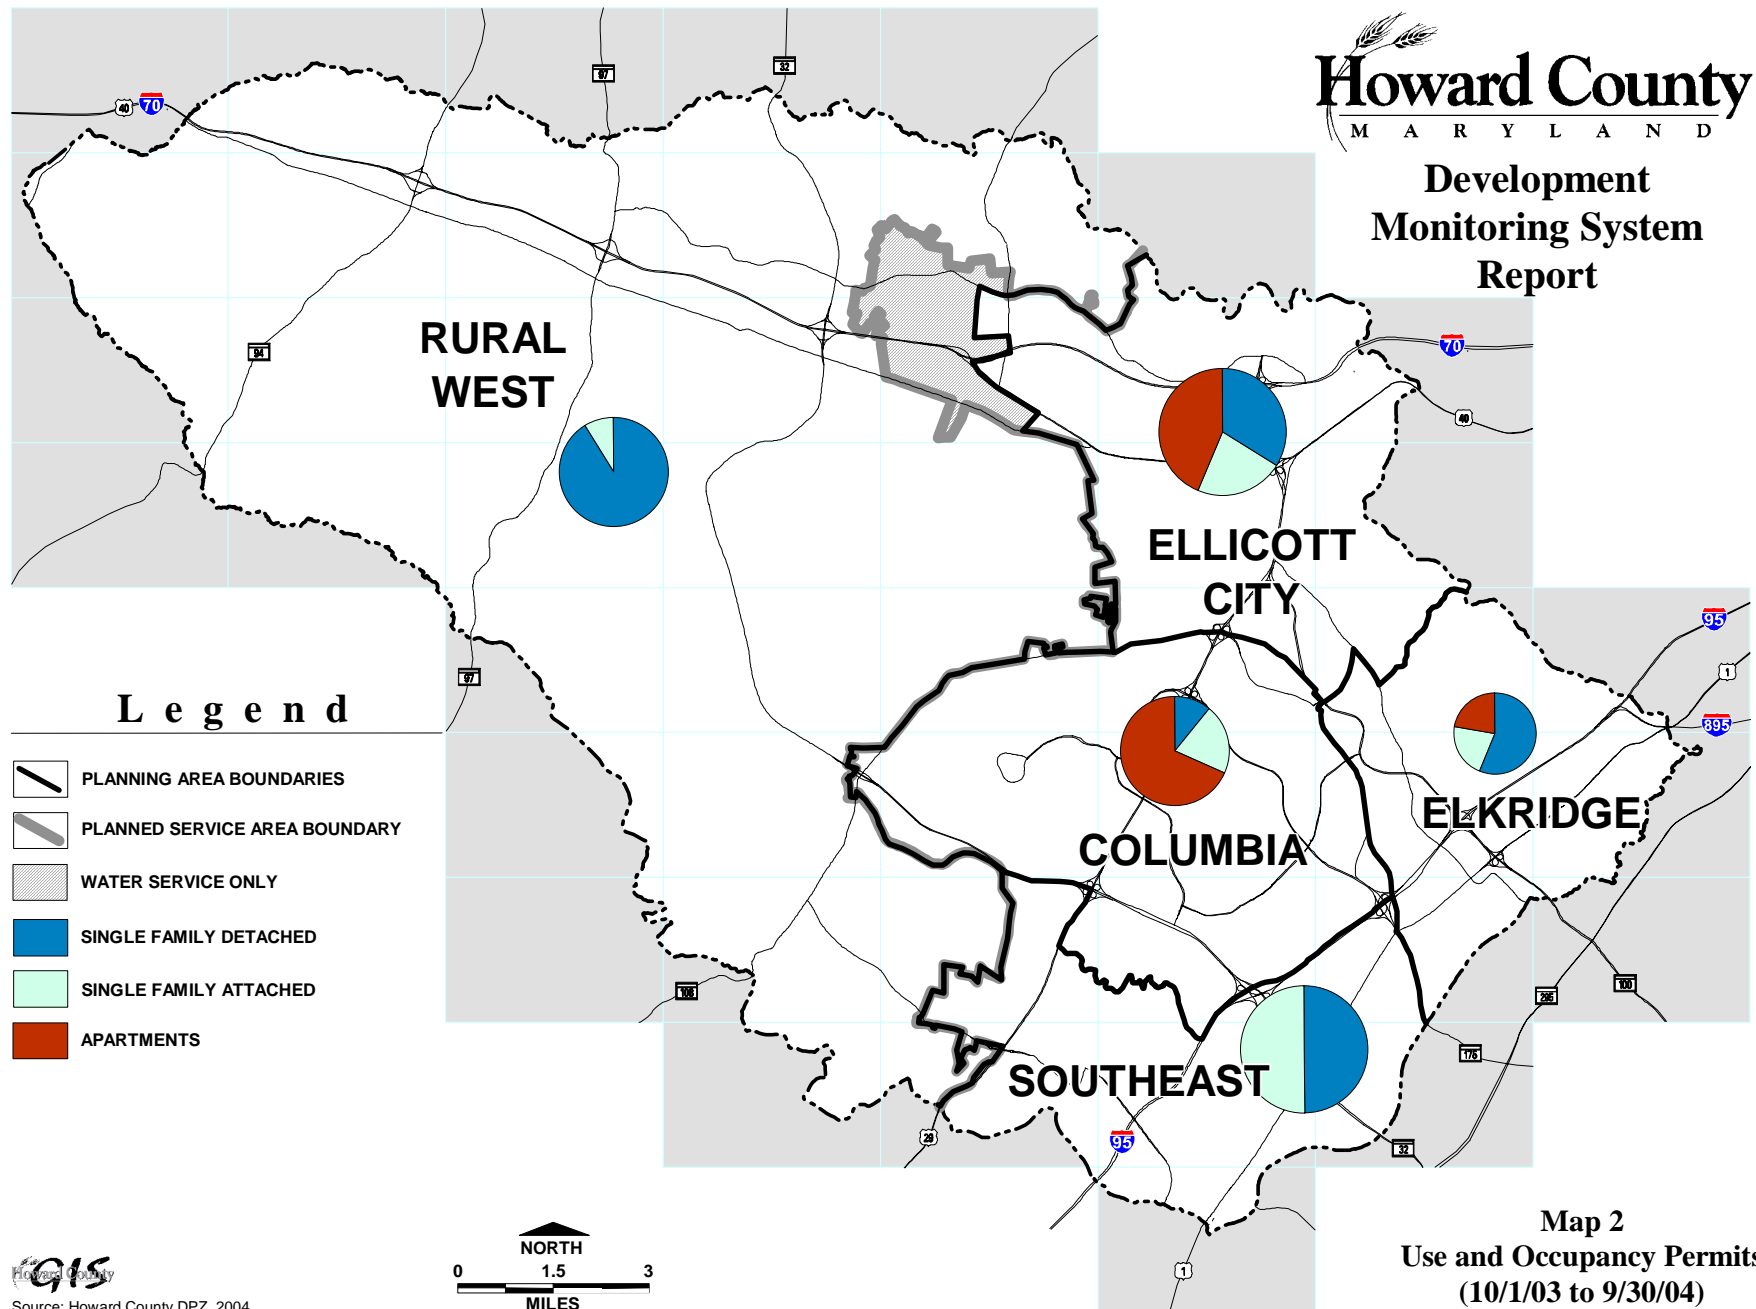 Howard County
MARYLAND
Development
Monitoring System
Report
40
70
97
32
94
RURAL
WEST
70
40
ELLICOTT
CITY
95
1
895
97
ELKRIDGE
COLUMBIA
Legend
PLANNING AREA BOUNDARIES
PLANNED SERVICE AREA BOUNDARY
WATER SERVICE ONLY
SINGLE FAMILY DETACHED
SINGLE FAMILY ATTACHED
APARTMENTS
108
295
100
175
SOUTHEAST
29
95
32
1
Map 2
Use and Occupancy Permits
(10/1/03 to 9/30/04)
NORTH
0 1.5 3
MILES
GIS
Howard County
Source: Howard County DPZ, 2004